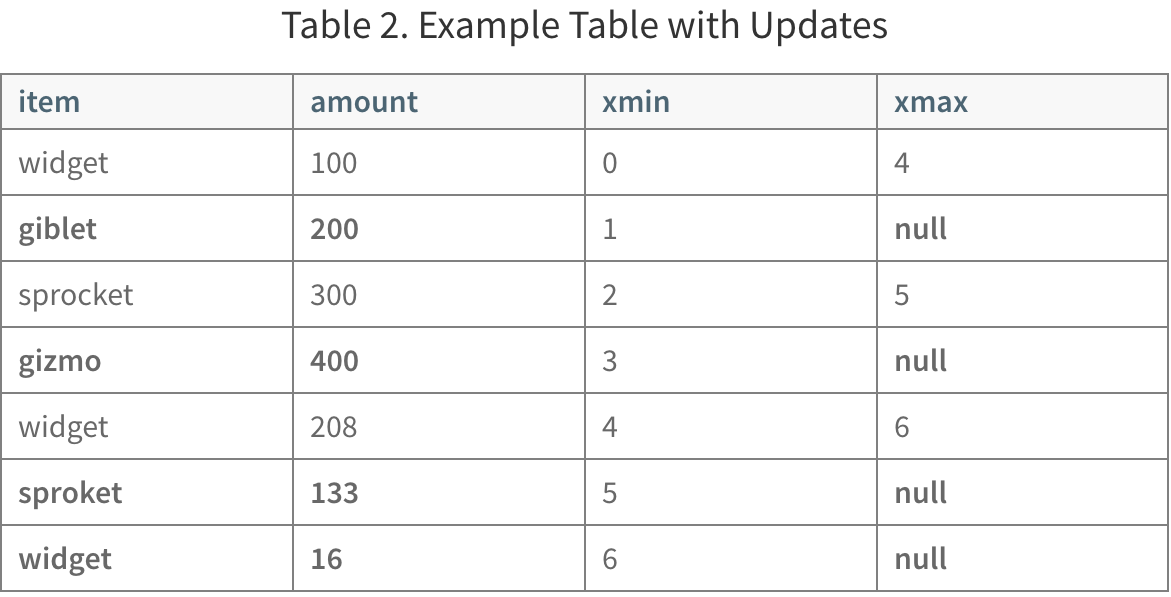 Table 2. Example Table with Updates
item amount xmin xmax
widget 100 0 4
giblet 200 1 null
sprocket 300 2 5
gizmo 400 3 null
widget 208 4 6
sproket 133 5 null
widget 16 6 null